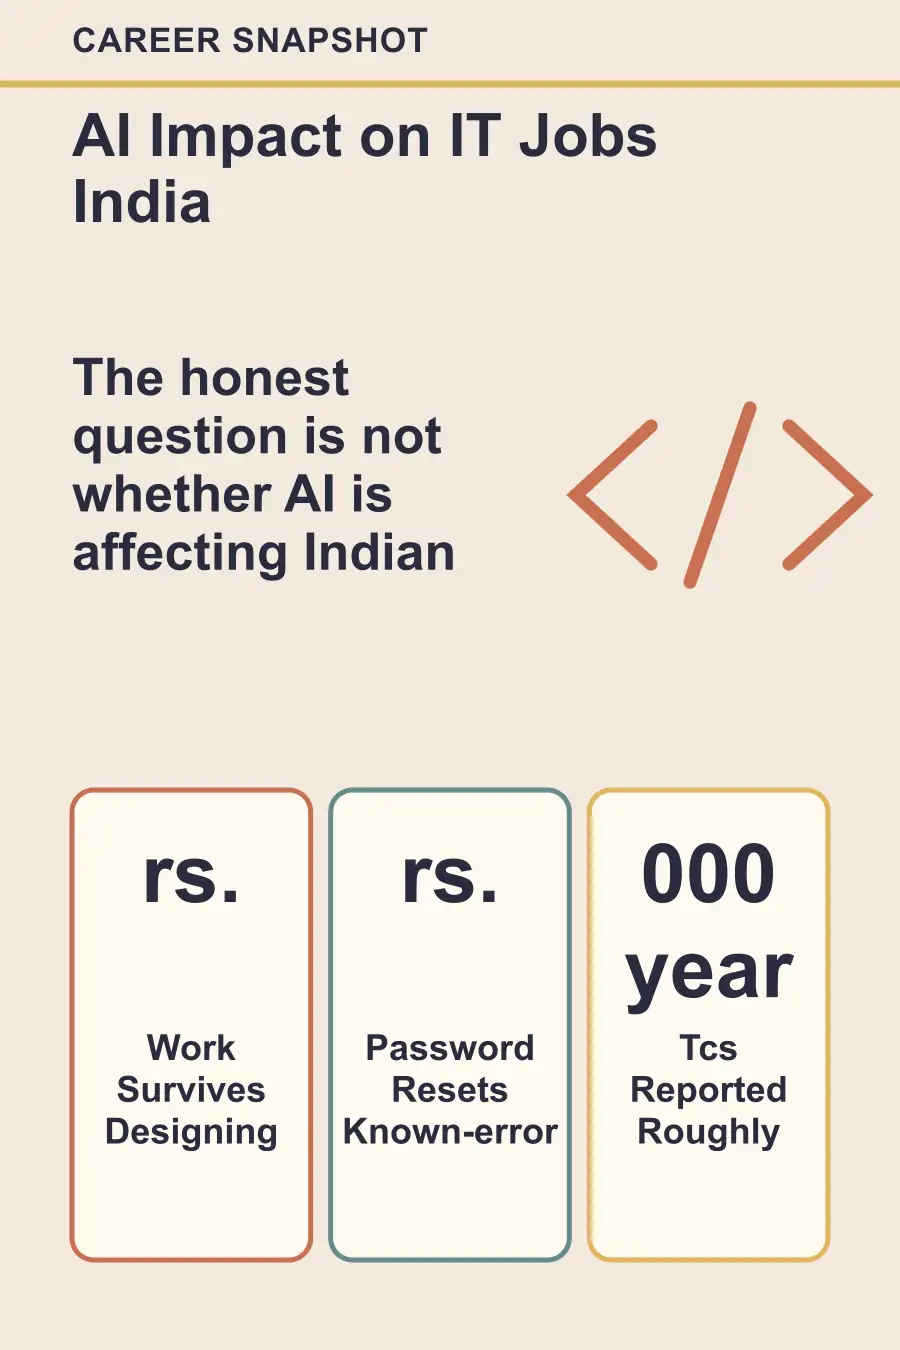 CAREER SNAPSHOT
AI Impact on IT Jobs
India
The honest
question is not
whether AI is
affecting Indian
rs.
Work
Survives
Designing
rs.
Password
Resets
Known-error
000
year
Tcs
Reported
Roughly